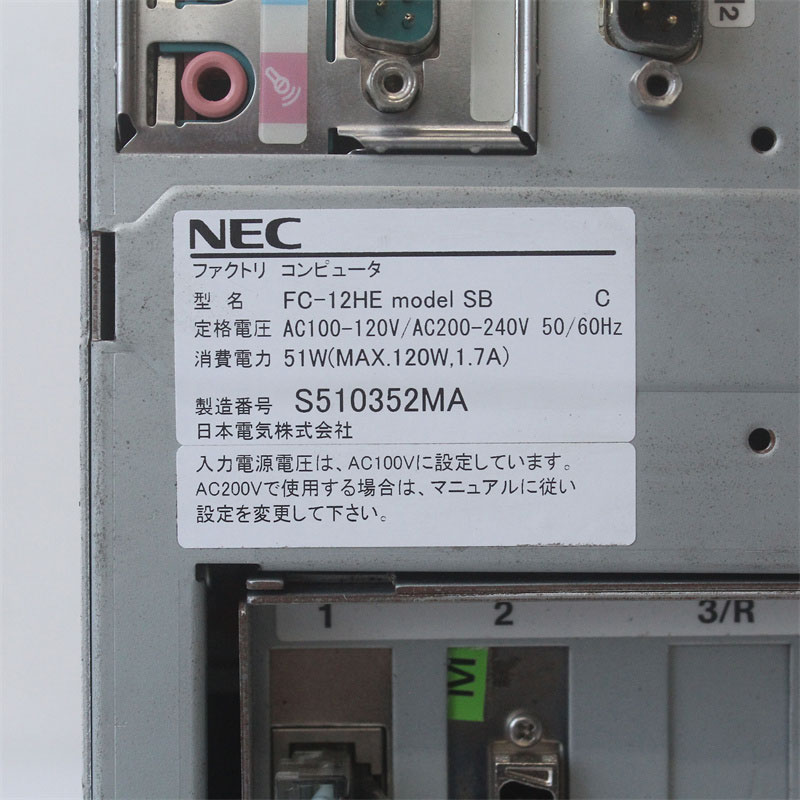 2
NEC
ファクトリ コンピュータ
型 名 FC-12HE model SB C
定格電圧 AC100-120V/AC200-240V 50/60Hz
消費電力 51W(MAX.120W,1.7A)
製造番号 S510352MA
日本電気株式会社
入力電源電圧は、AC100Vに設定しています。
AC200Vで使用する場合は、マニュアルに従い
設定を変更して下さい。
1 2 3/R
M